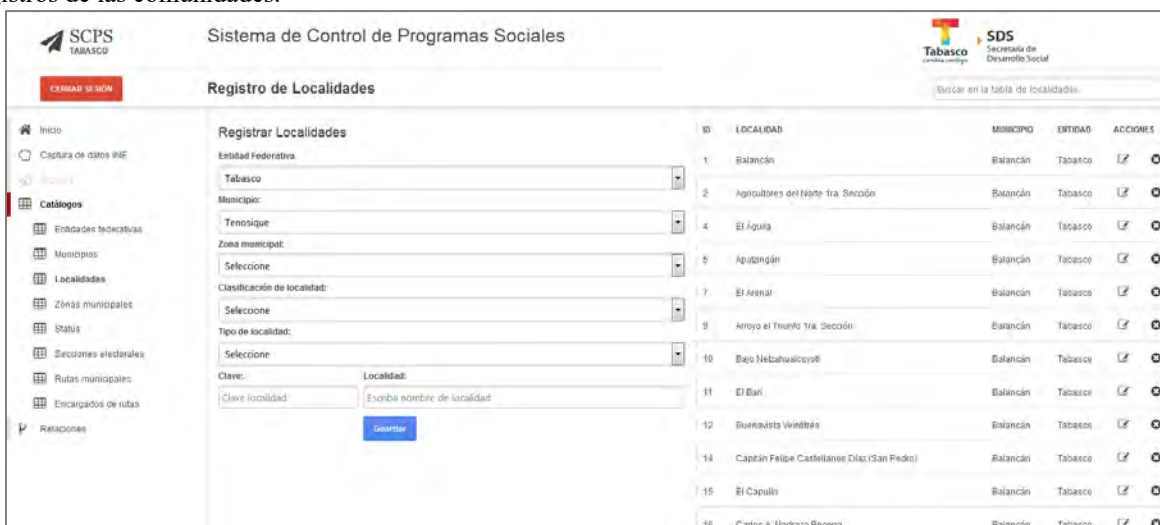 istros de las comunidades.
SCPS
TABASCO
Sistema de Control de Programas Sociales
Tabasco
cambia contigo
SDS
Secretaría de
Desarrollo Social
CERRAR SESIÓN
Registro de Localidades
Buscar en la tabla de localidades.
Inicio
Captura de datos INE
Catálogos
Entidades federativas
Municipios
Localidades
Zonas municipales
Status
Secciones electorales
Rutas municipales
Encargados de rutas
Relaciones
Registrar Localidades
Entidad Federativa
Tabasco
Municipio:
Tenosique
Zona municipal:
Seleccione
Clasificación de localidad:
Seleccione
Tipo de localidad:
Seleccione
Clave: Localidad:
Clave localidad Escriba nombre de localidad
Guardar
ID LOCALIDAD MUNICIPIO ENTIDAD ACCIONES
1 Balancán Balancán Tabasco
2 Agricultores del Norte 1ra. Sección Balancán Tabasco
4 El Águila Balancán Tabasco
5 Apatzingán Balancán Tabasco
7 El Arenal Balancán Tabasco
9 Arroyo el Triunfo 1ra. Sección Balancán Tabasco
10 Bajo Netzahualcoyotl Balancán Tabasco
11 El Barí Balancán Tabasco
12 Buenavista Veintitrés Balancán Tabasco
14 Capitán Felipe Castellanos Díaz (San Pedro) Balancán Tabasco
15 El Capulín Balancán Tabasco
16 Carlos A. Madrazo Becerra Balancán Tabasco